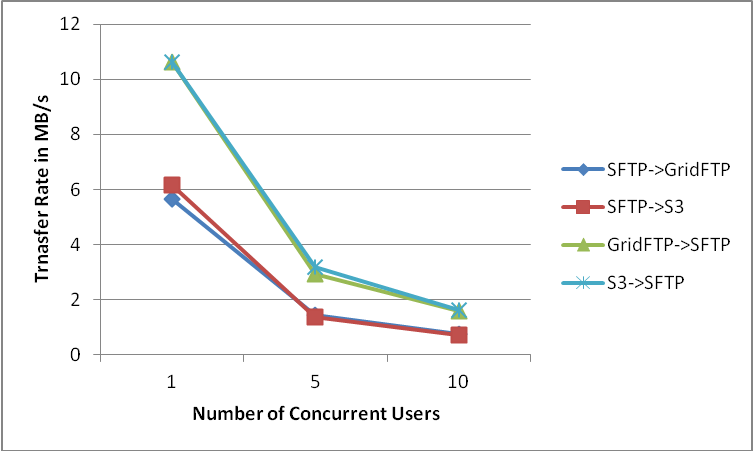 12
10
8
6
4
2
0
Trnasfer Rate in MB/s
1 5 10
Number of Concurrent Users
SFTP->GridFTP
SFTP->S3
GridFTP->SFTP
S3->SFTP